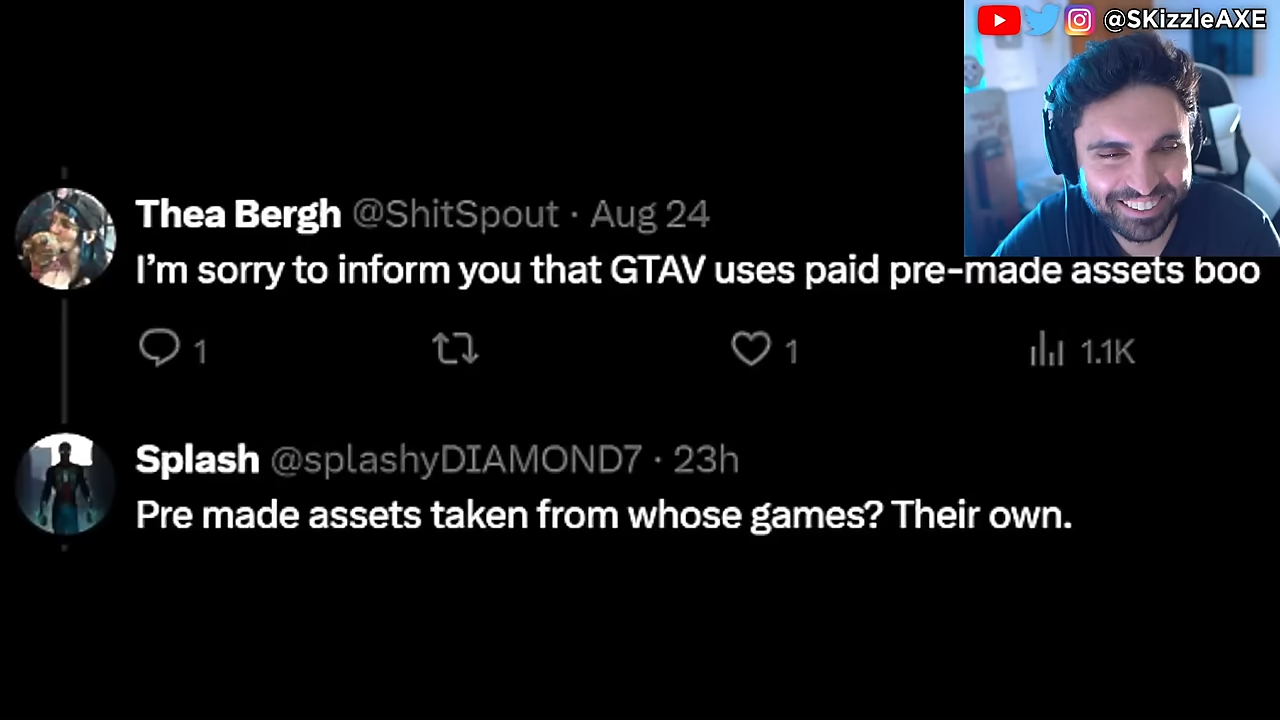 @SKizzleAXE
Thea Bergh @ShitSpout · Aug 24
I'm sorry to inform you that GTAV uses paid pre-made assets boo
1 1 1.1K
Splash @splashyDIAMOND7 · 23h
Pre made assets taken from whose games? Their own.